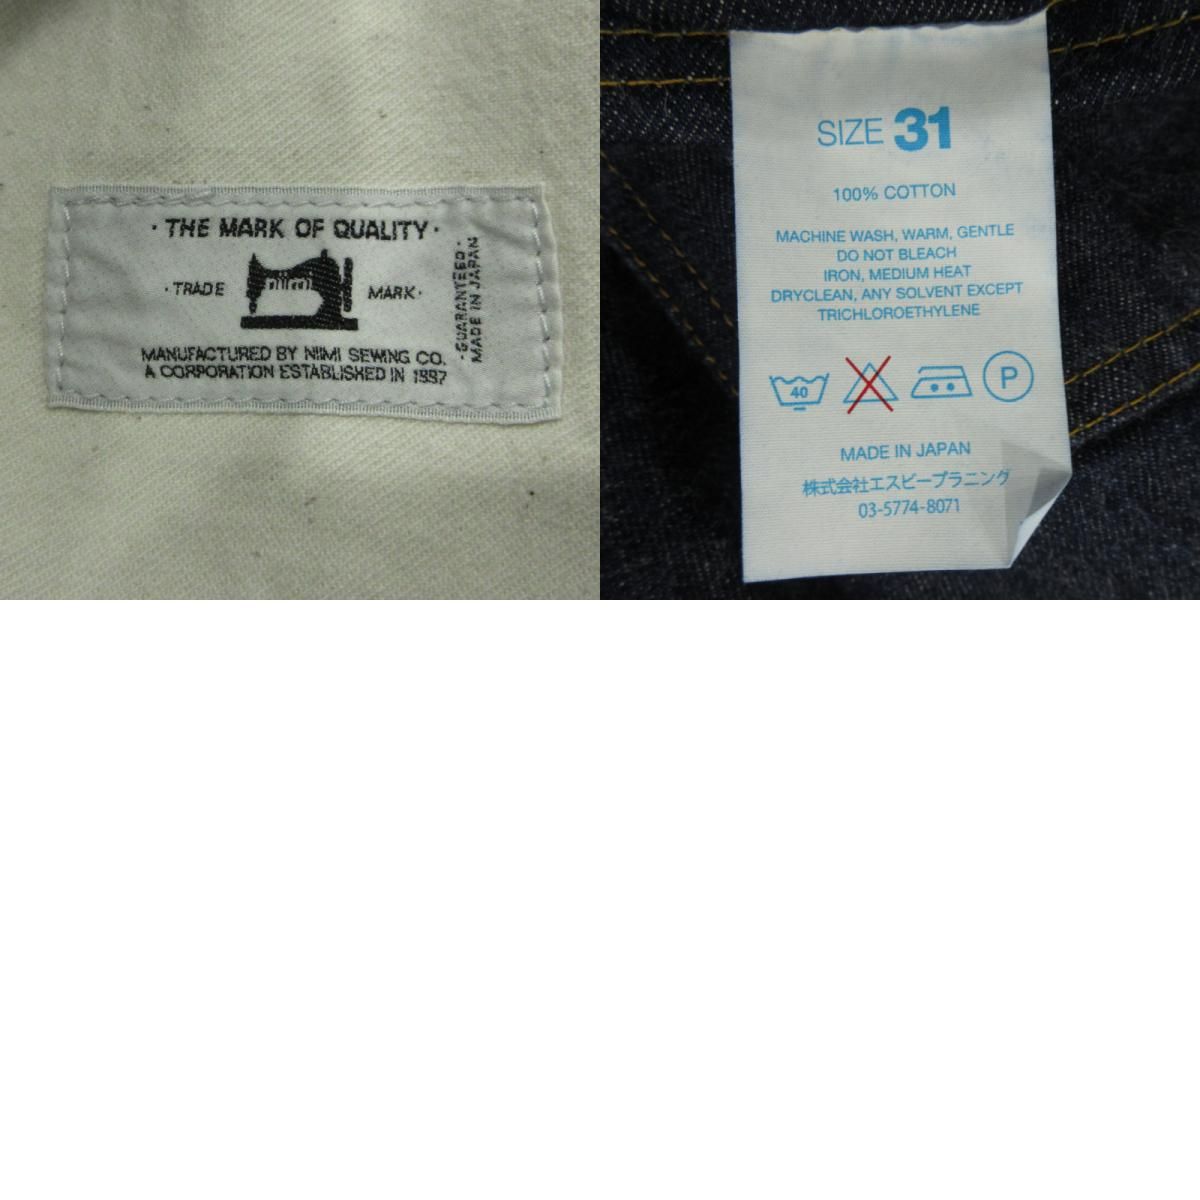 · THE MARK OF QUALITY ·
· TRADE MARK ·
MANUFACTURED BY NIIMI SEWING CO.
A CORPORATION ESTABLISHED IN 1997
· GUARANTEED ·
MADE IN JAPAN
SIZE 31
100% COTTON
MACHINE WASH, WARM, GENTLE
DO NOT BLEACH
IRON, MEDIUM HEAT
DRYCLEAN, ANY SOLVENT EXCEPT
TRICHLOROETHYLENE
40 P
MADE IN JAPAN
株式会社エスビープラニング
03-5774-8071